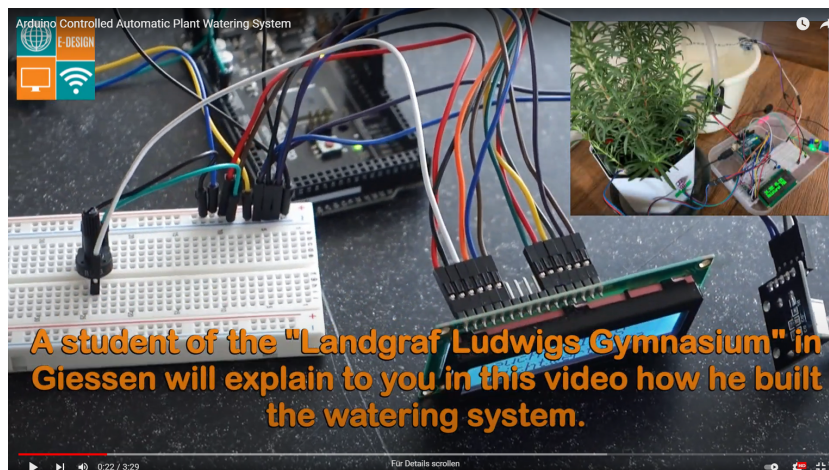 Arduino Controlled Automatic Plant Watering System
E-DESIGN
A student of the "Landgraf Ludwigs Gymnasium" in
Giessen will explain to you in this video how he built
the watering system.
0:22 / 3:29
Für Details scrollen
HD